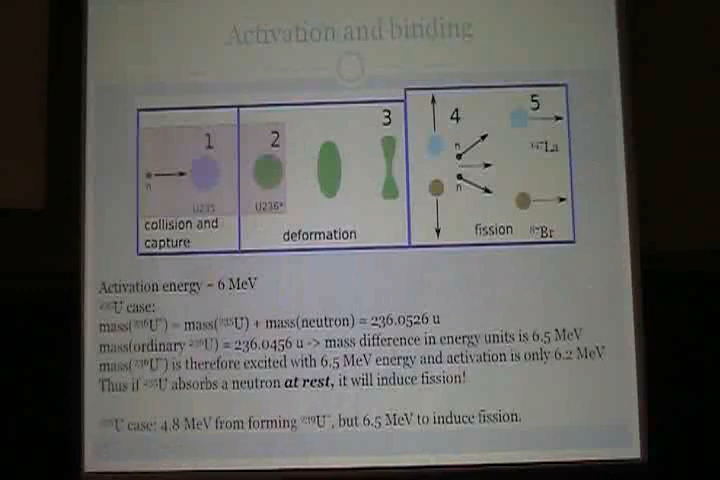 Activation and binding
1
2
3
4
5
n
U235
U236*
n
n
¹⁴⁷La
⁸⁷Br
collision and
capture
deformation
fission
Activation energy ~ 6 MeV
²³⁵U case:
mass(²³⁶U*) = mass(²³⁵U) + mass(neutron) = 236.0526 u
mass(ordinary ²³⁶U) = 236.0456 u -> mass difference in energy units is 6.5 MeV
mass(²³⁶U*) is therefore excited with 6.5 MeV energy and activation is only 6.2 MeV
Thus if ²³⁵U absorbs a neutron at rest, it will induce fission!
U case: 4.8 MeV from forming ²³⁹U*, but 6.5 MeV to induce fission.